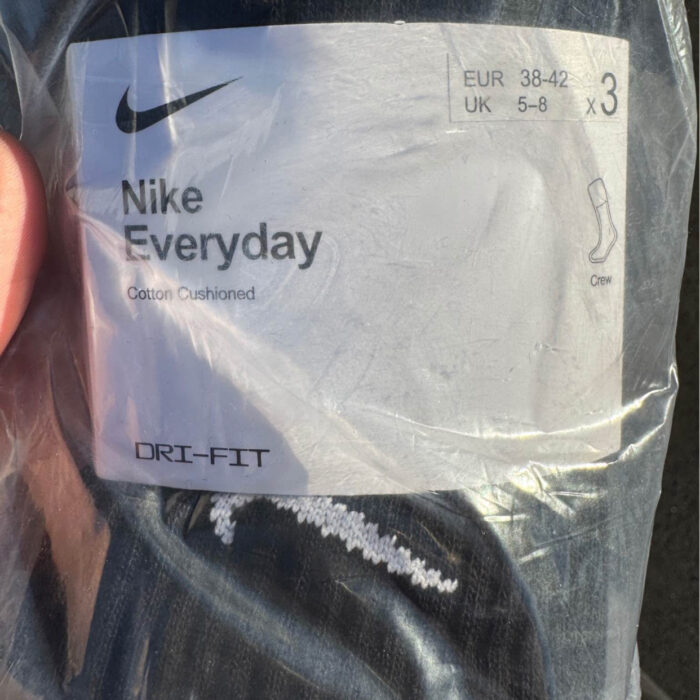 EUR 38-42
UK 5-8 x3
Nike
Everyday
Cotton Cushioned
Crew
DRI-FIT